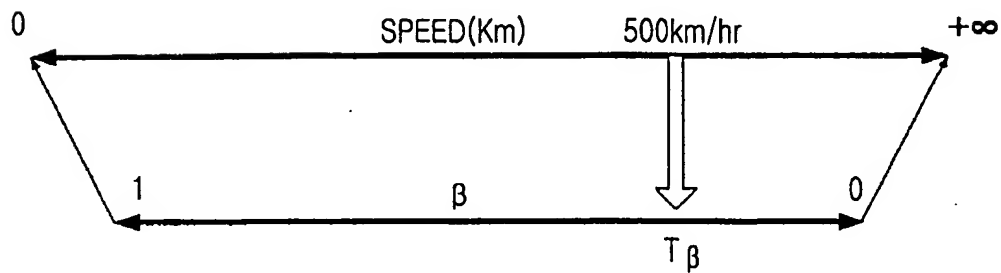 0 SPEED(Km) 500km/hr +∞
1 β 0
Tβ